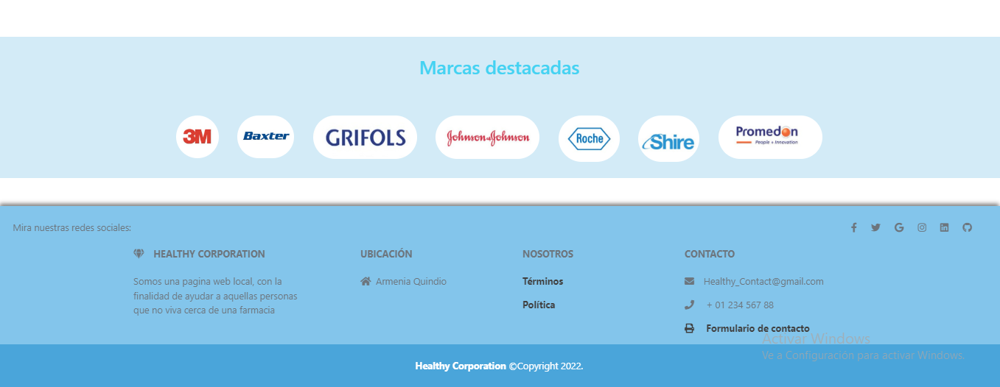 Marcas destacadas
3M
Baxter
GRIFOLS
Johnson & Johnson
Roche
Shire
Promedon
People + Innovation
Mira nuestras redes sociales:
HEALTHY CORPORATION
Somos una pagina web local, con la
finalidad de ayudar a aquellas personas
que no viva cerca de una farmacia
UBICACIÓN
Armenia Quindio
NOSOTROS
Términos
Política
CONTACTO
Healthy_Contact@gmail.com
+ 01 234 567 88
Formulario de contacto
Activar Windows
Ve a Configuración para activar Windows.
Healthy Corporation ©Copyright 2022.